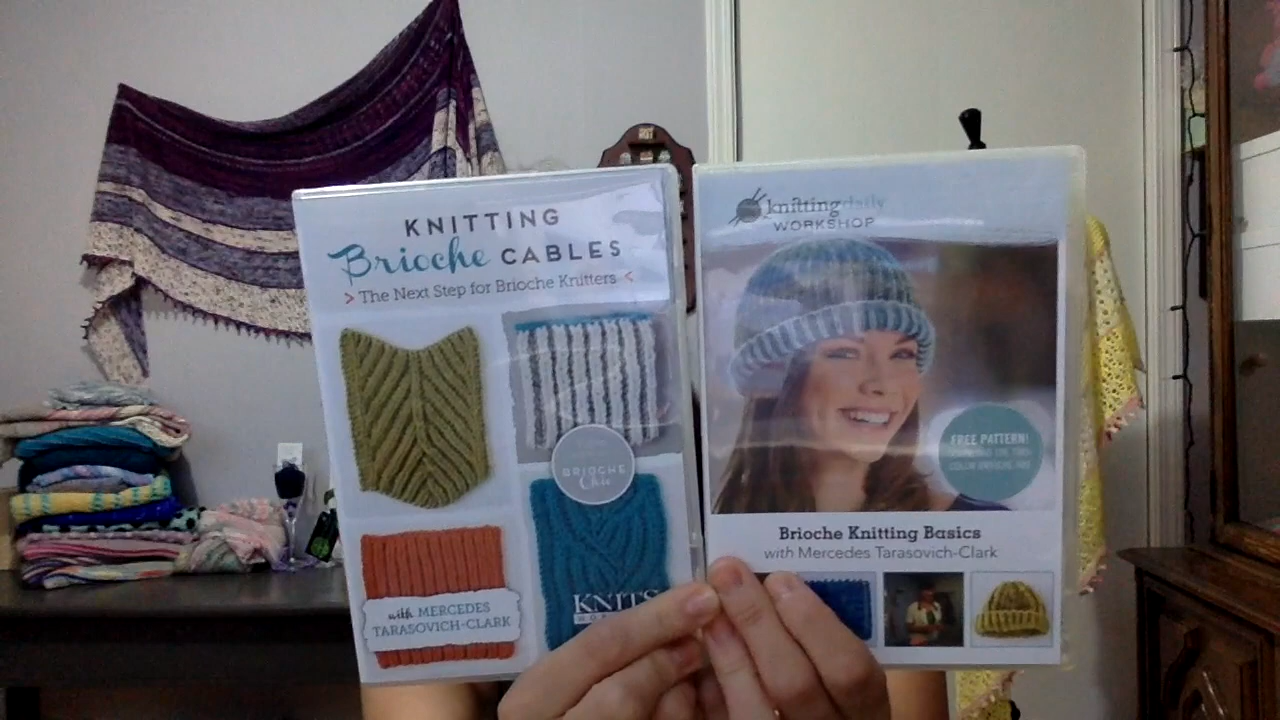 KNITTING
Brioche CABLES
> The Next Step for Brioche Knitters <
BRIOCHE
Chic
with MERCEDES
TARASOVICH-CLARK
KNITS
knittingdaily
WORKSHOP
FREE PATTERN!
Brioche Knitting Basics
with Mercedes Tarasovich-Clark